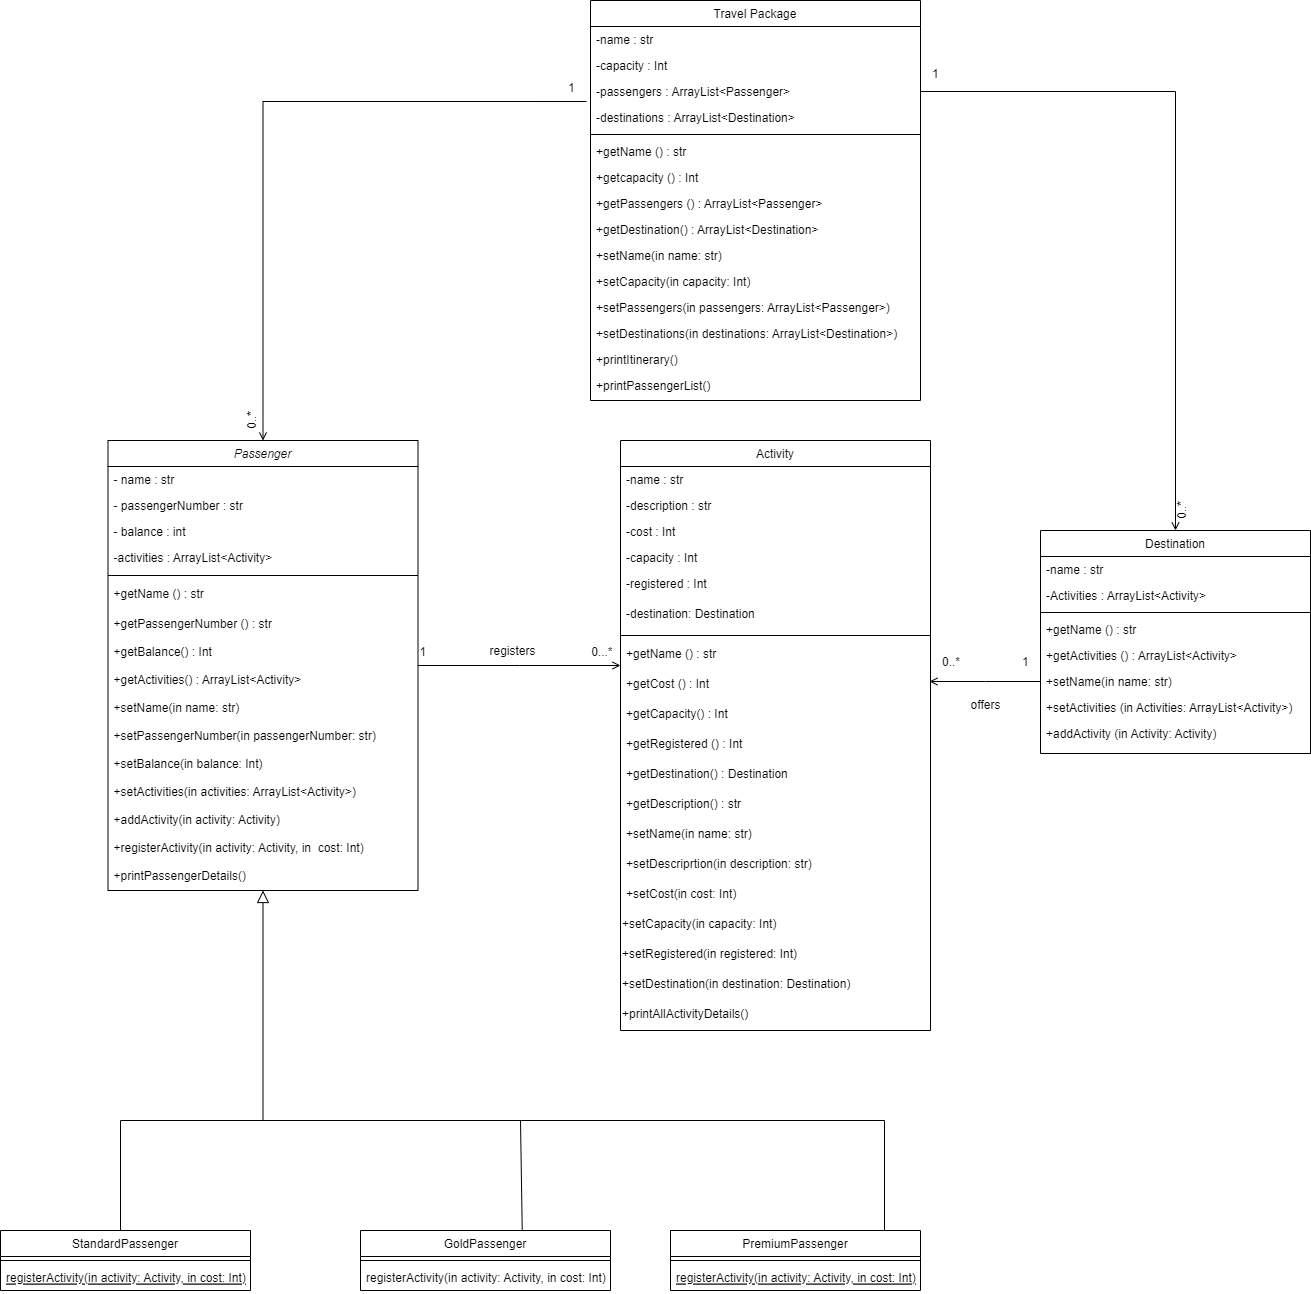 Travel Package
-name : str
-capacity : Int
-passengers : ArrayList<Passenger>
-destinations : ArrayList<Destination>
+getName () : str
+getcapacity () : Int
+getPassengers () : ArrayList<Passenger>
+getDestination() : ArrayList<Destination>
+setName(in name: str)
+setCapacity(in capacity: Int)
+setPassengers(in passengers: ArrayList<Passenger>)
+setDestinations(in destinations: ArrayList<Destination>)
+printItinerary()
+printPassengerList()
1
1
0..*
0..*
Passenger
- name : str
- passengerNumber : str
- balance : int
-activities : ArrayList<Activity>
+getName () : str
+getPassengerNumber () : str
+getBalance() : Int
+getActivities() : ArrayList<Activity>
+setName(in name: str)
+setPassengerNumber(in passengerNumber: str)
+setBalance(in balance: Int)
+setActivities(in activities: ArrayList<Activity>)
+addActivity(in activity: Activity)
+registerActivity(in activity: Activity, in  cost: Int)
+printPassengerDetails()
1
registers
0...*
Activity
-name : str
-description : str
-cost : Int
-capacity : Int
-registered : Int
-destination: Destination
+getName () : str
+getCost () : Int
+getCapacity() : Int
+getRegistered () : Int
+getDestination() : Destination
+getDescription() : str
+setName(in name: str)
+setDescriprtion(in description: str)
+setCost(in cost: Int)
+setCapacity(in capacity: Int)
+setRegistered(in registered: Int)
+setDestination(in destination: Destination)
+printAllActivityDetails()
0..*
1
offers
Destination
-name : str
-Activities : ArrayList<Activity>
+getName () : str
+getActivities () : ArrayList<Activity>
+setName(in name: str)
+setActivities (in Activities: ArrayList<Activity>)
+addActivity (in Activity: Activity)
StandardPassenger
registerActivity(in activity: Activity, in cost: Int)
GoldPassenger
registerActivity(in activity: Activity, in cost: Int)
PremiumPassenger
registerActivity(in activity: Activity, in cost: Int)